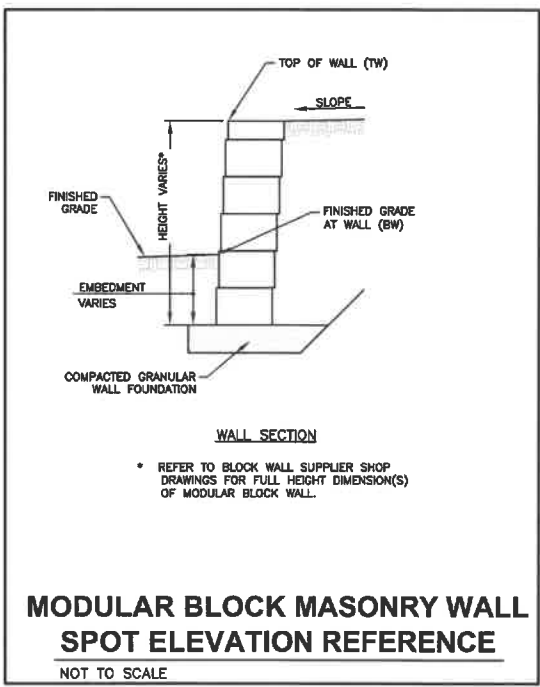 TOP OF WALL (TW)
SLOPE
HEIGHT VARIES*
FINISHED
GRADE
FINISHED GRADE
AT WALL (BW)
EMBEDMENT
VARIES
COMPACTED GRANULAR
WALL FOUNDATION
WALL SECTION
* REFER TO BLOCK WALL SUPPLIER SHOP
DRAWINGS FOR FULL HEIGHT DIMENSION(S)
OF MODULAR BLOCK WALL.
MODULAR BLOCK MASONRY WALL
SPOT ELEVATION REFERENCE
NOT TO SCALE